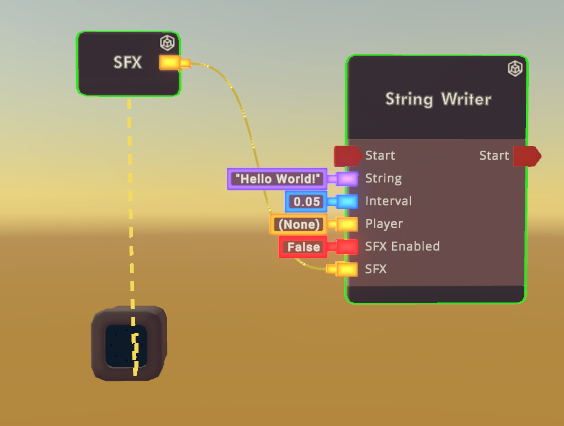 SFX
String Writer
Start Start
"Hello World!" String
0.05 Interval
(None) Player
False SFX Enabled
SFX